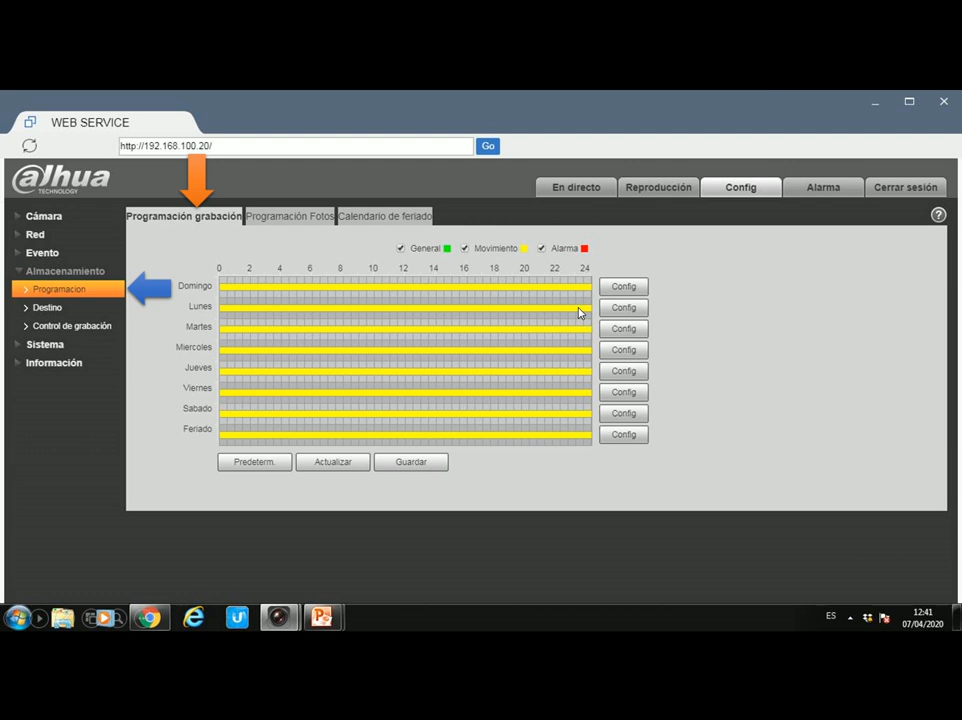 WEB SERVICE
http://192.168.100.20/ Go
alhua
TECHNOLOGY
En directo Reproducción Config Alarma Cerrar sesión
Cámara
Red
Evento
Almacenamiento
Programacion
Destino
Control de grabación
Sistema
Información
Programación grabación Programación Fotos Calendario de feriado ?
General Movimiento Alarma
0 2 4 6 8 10 12 14 16 18 20 22 24
Domingo Config
Lunes Config
Martes Config
Miercoles Config
Jueves Config
Viernes Config
Sabado Config
Feriado Config
Predeterm. Actualizar Guardar
ES
12:41
07/04/2020